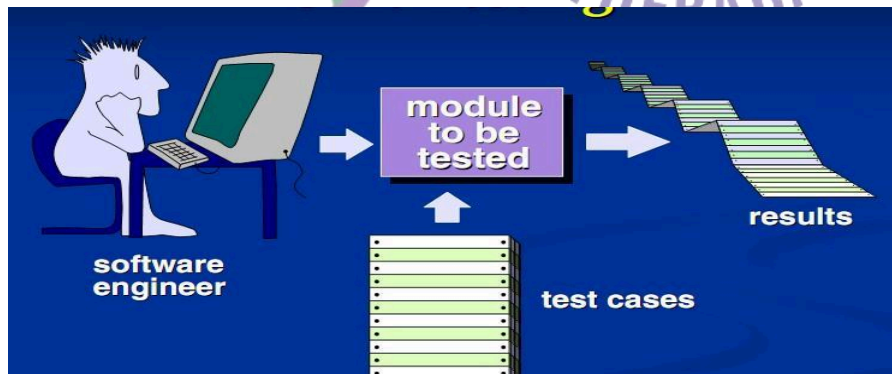 module
to be
tested
results
software
engineer
test cases